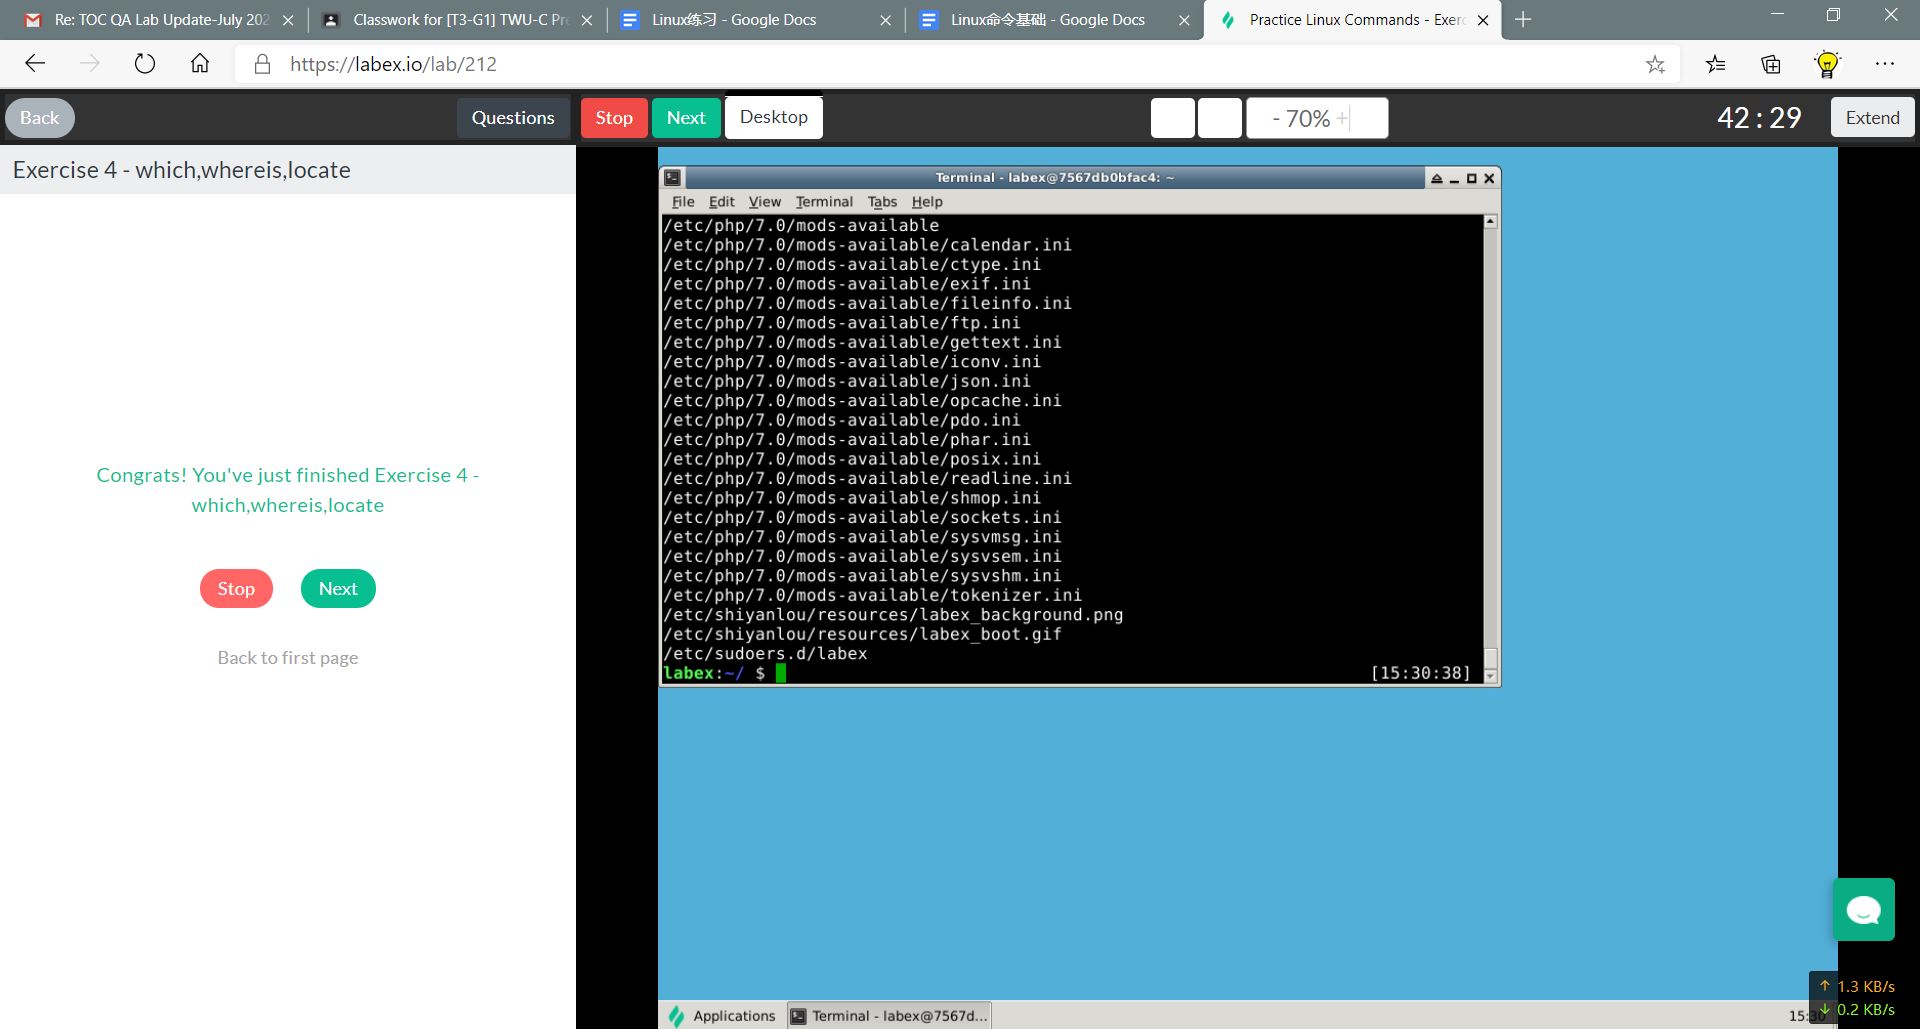 Re: TOC QA Lab Update-July 202
Classwork for [T3-G1] TWU-C Pre
Linux练习 - Google Docs
Linux命令基础 - Google Docs
Practice Linux Commands - Exerc
https://labex.io/lab/212
Back
Questions
Stop
Next
Desktop
- 70% +
42 : 29
Extend
Exercise 4 - which,whereis,locate
Congrats! You've just finished Exercise 4 -
which,whereis,locate
Stop
Next
Back to first page
Terminal - labex@7567db0bfac4: ~
File Edit View Terminal Tabs Help
/etc/php/7.0/mods-available
/etc/php/7.0/mods-available/calendar.ini
/etc/php/7.0/mods-available/ctype.ini
/etc/php/7.0/mods-available/exif.ini
/etc/php/7.0/mods-available/fileinfo.ini
/etc/php/7.0/mods-available/ftp.ini
/etc/php/7.0/mods-available/gettext.ini
/etc/php/7.0/mods-available/iconv.ini
/etc/php/7.0/mods-available/json.ini
/etc/php/7.0/mods-available/opcache.ini
/etc/php/7.0/mods-available/pdo.ini
/etc/php/7.0/mods-available/phar.ini
/etc/php/7.0/mods-available/posix.ini
/etc/php/7.0/mods-available/readline.ini
/etc/php/7.0/mods-available/shmop.ini
/etc/php/7.0/mods-available/sockets.ini
/etc/php/7.0/mods-available/sysvmsg.ini
/etc/php/7.0/mods-available/sysvsem.ini
/etc/php/7.0/mods-available/sysvshm.ini
/etc/php/7.0/mods-available/tokenizer.ini
/etc/shiyanlou/resources/labex_background.png
/etc/shiyanlou/resources/labex_boot.gif
/etc/sudoers.d/labex
labex:~/ $ [15:30:38]
Applications
Terminal - labex@7567d...
15:30
↑ 1.3 KB/s
↓ 0.2 KB/s